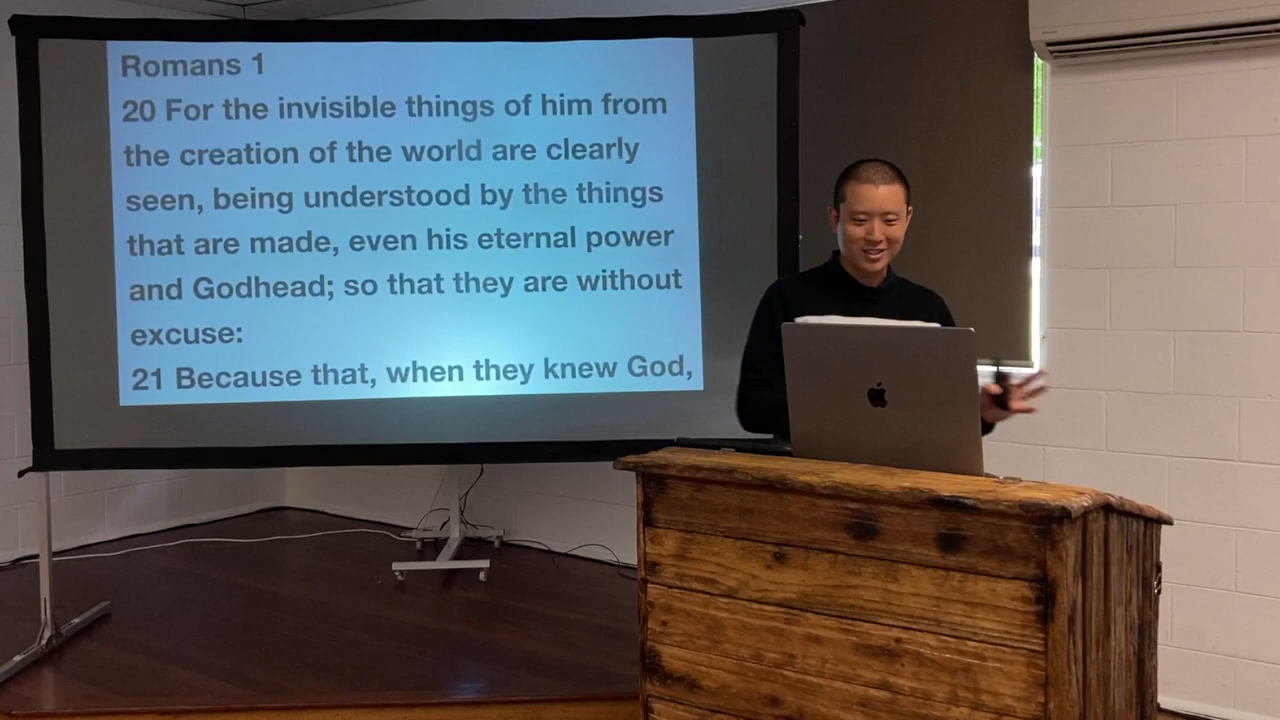 Romans 1
20 For the invisible things of him from
the creation of the world are clearly
seen, being understood by the things
that are made, even his eternal power
and Godhead; so that they are without
excuse:
21 Because that, when they knew God,